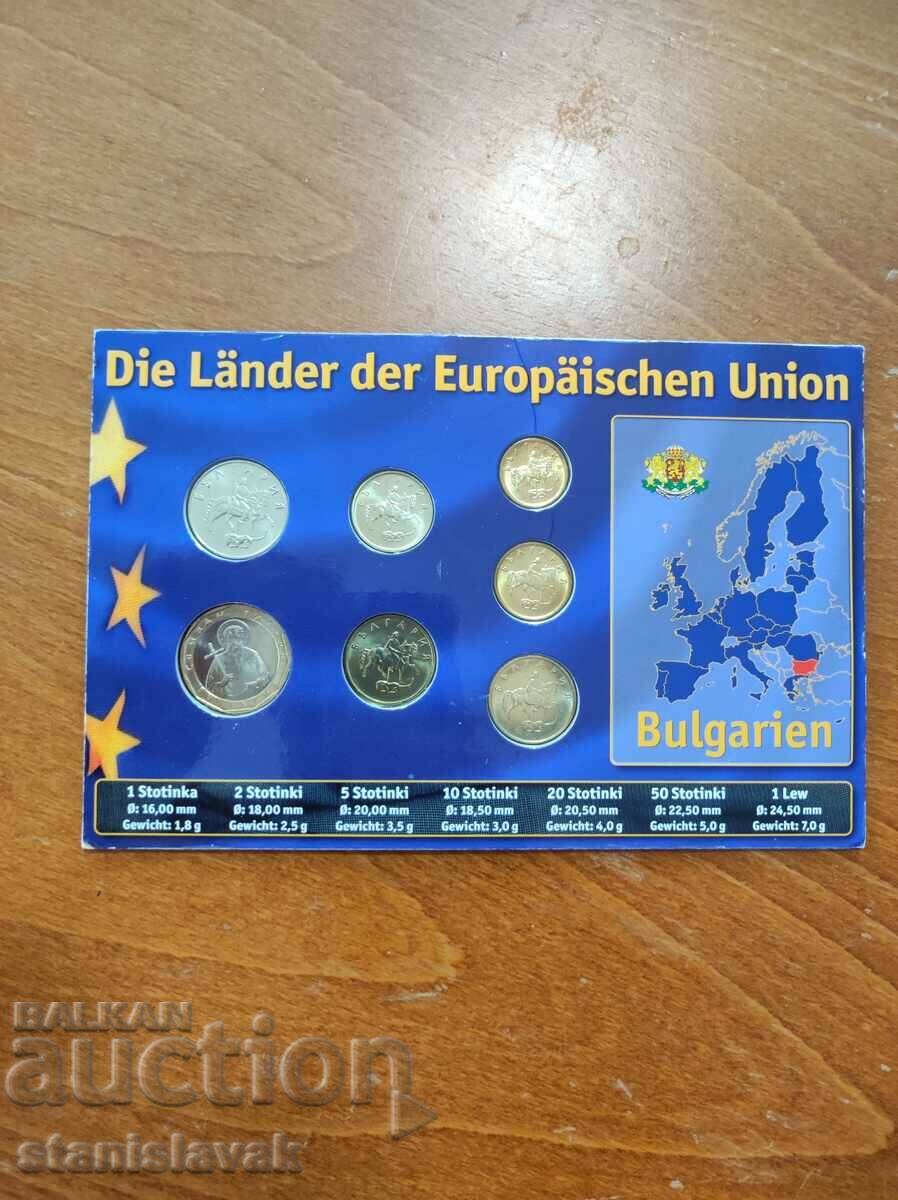 Die Länder der Europäischen Union
БЪЛГАРИЯ
Bulgarien
1 Stotinka
Ø: 16,00 mm
Gewicht: 1,8 g
2 Stotinki
Ø: 18,00 mm
Gewicht: 2,5 g
5 Stotinki
Ø: 20,00 mm
Gewicht: 3,5 g
10 Stotinki
Ø: 18,50 mm
Gewicht: 3,0 g
20 Stotinki
Ø: 20,50 mm
Gewicht: 4,0 g
50 Stotinki
Ø: 22,50 mm
Gewicht: 5,0 g
1 Lew
Ø: 24,50 mm
Gewicht: 7,0 g
BALKAN
auction
stanislavak